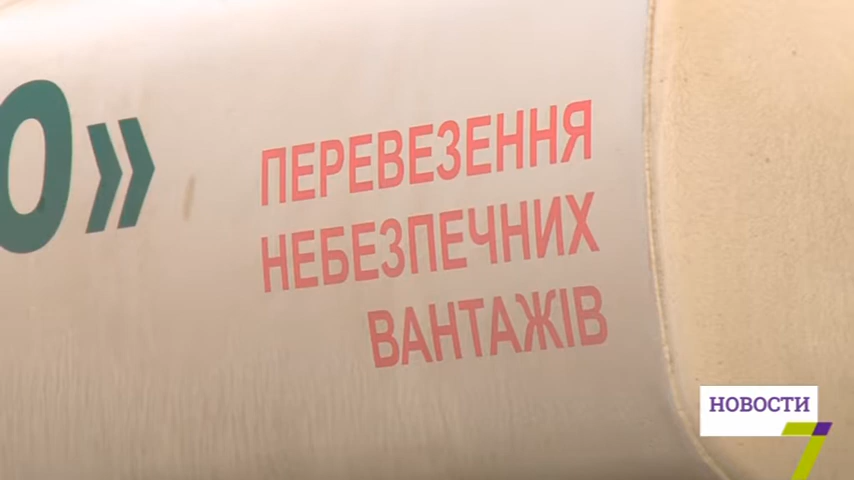 О»
ПЕРЕВЕЗЕННЯ
НЕБЕЗПЕЧНИХ
ВАНТАЖІВ
НОВОСТИ
7